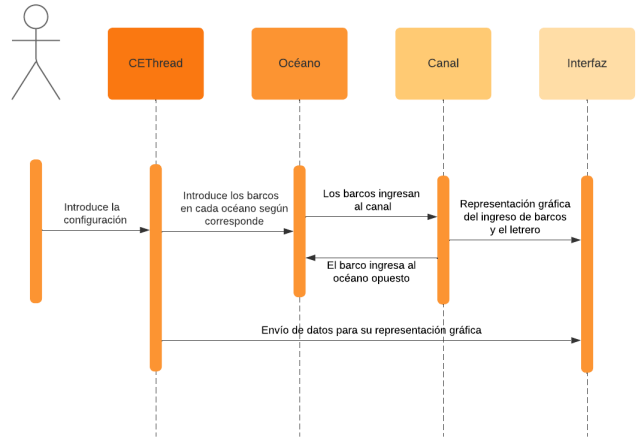 CEThread
Océano
Canal
Interfaz
Introduce la
configuración
Introduce los barcos
en cada océano según
corresponde
Los barcos ingresan
al canal
Representación gráfica
del ingreso de barcos
y el letrero
El barco ingresa al
océano opuesto
Envío de datos para su representación gráfica